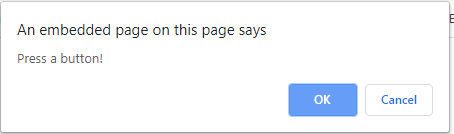 An embedded page on this page says
Press a button!
OK
Cancel